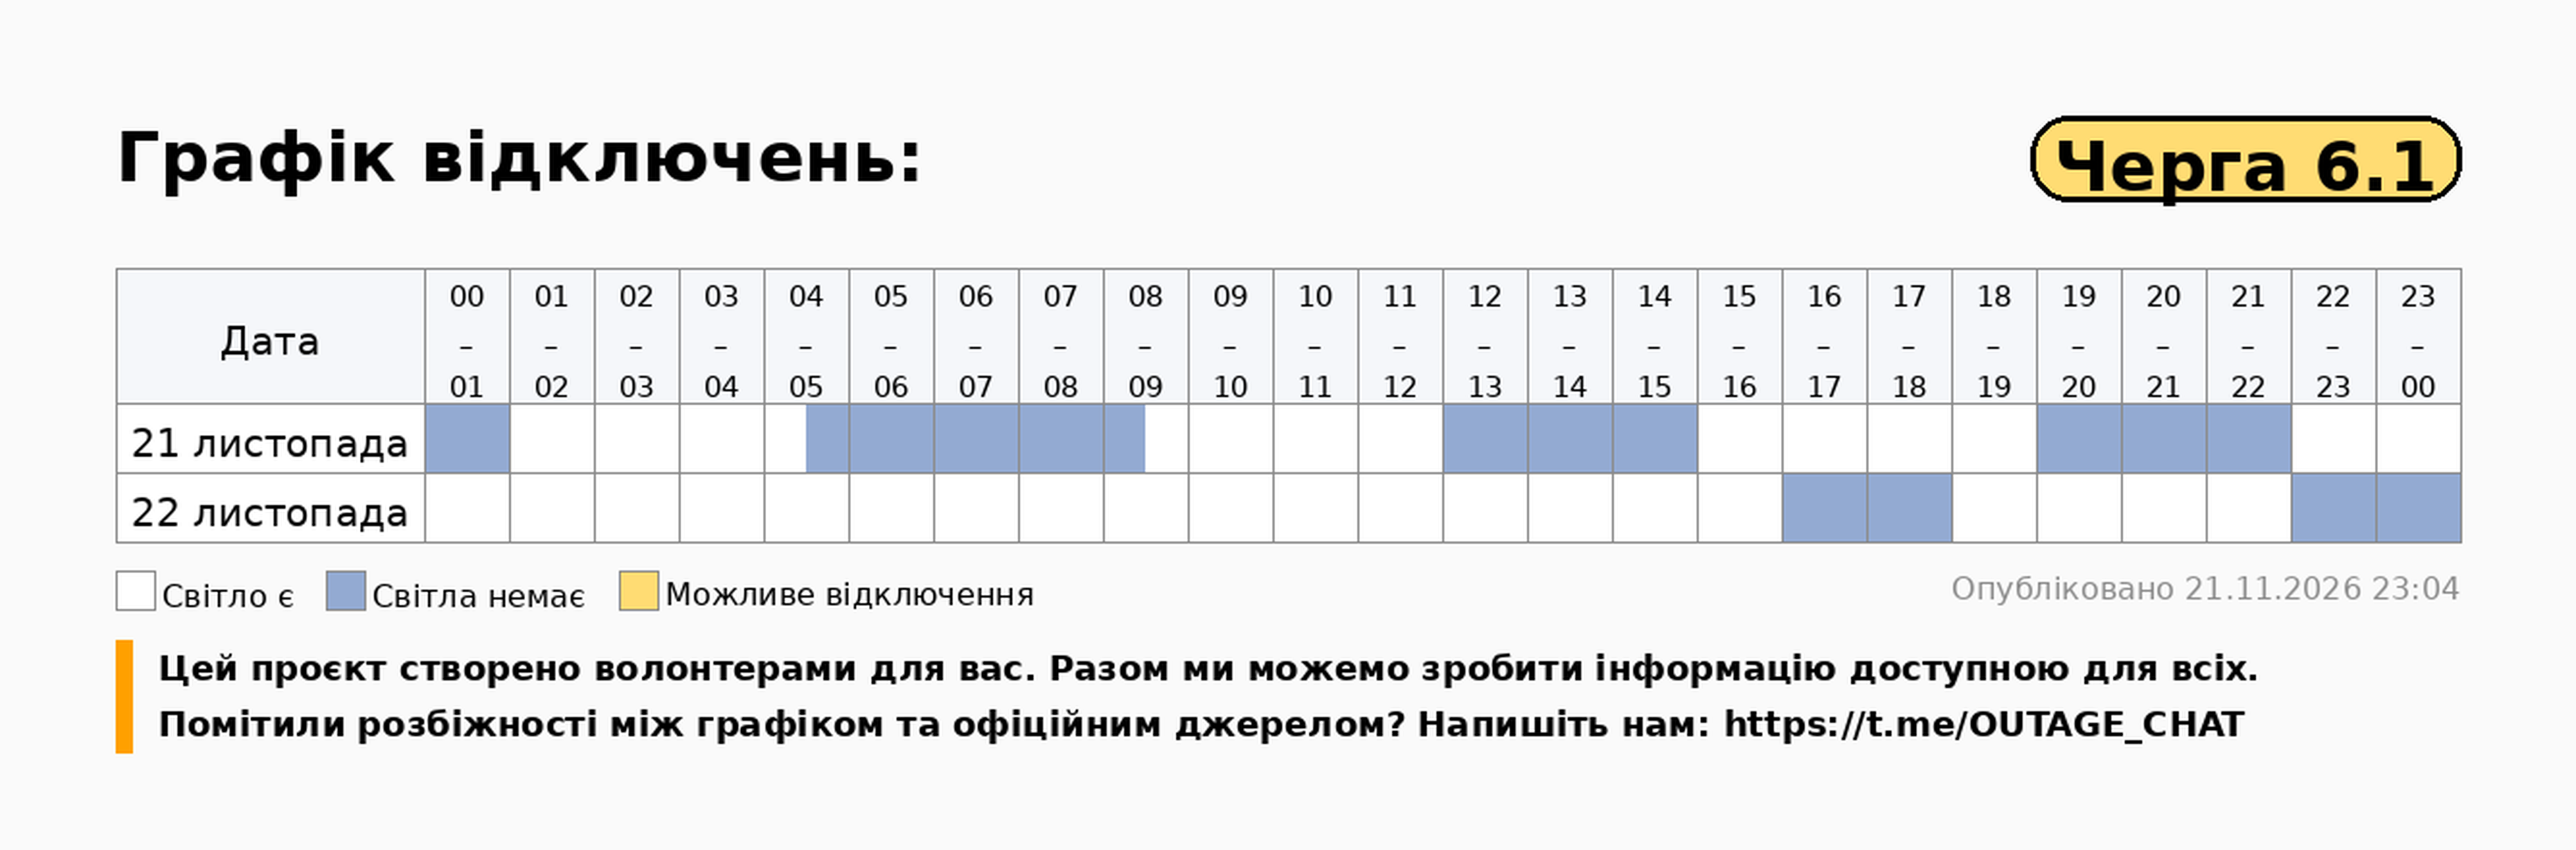 Графік відключень:
Черга 6.1
Дата 00 – 01 01 – 02 02 – 03 03 – 04 04 – 05 05 – 06 06 – 07 07 – 08 08 – 09 09 – 10 10 – 11 11 – 12 12 – 13 13 – 14 14 – 15 15 – 16 16 – 17 17 – 18 18 – 19 19 – 20 20 – 21 21 – 22 22 – 23 23 – 00
21 листопада
22 листопада
Світло є Світла немає Можливе відключення
Опубліковано 21.11.2026 23:04
Цей проєкт створено волонтерами для вас. Разом ми можемо зробити інформацію доступною для всіх.
Помітили розбіжності між графіком та офіційним джерелом? Напишіть нам: https://t.me/OUTAGE_CHAT